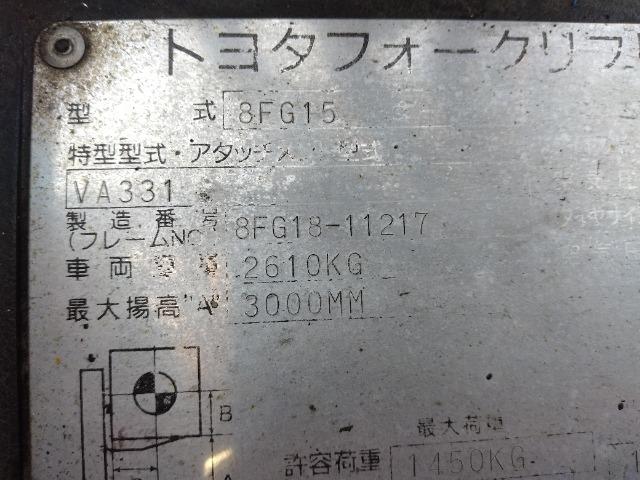 トヨタフォークリフ
型式 8FG15
特型型式・アタッチ
VA331
製造番号 8FG18-11217
(フレームNO
車両 2610KG
最大揚高"A" 3000MM
B
最大荷重
A
許容荷重 1450KG